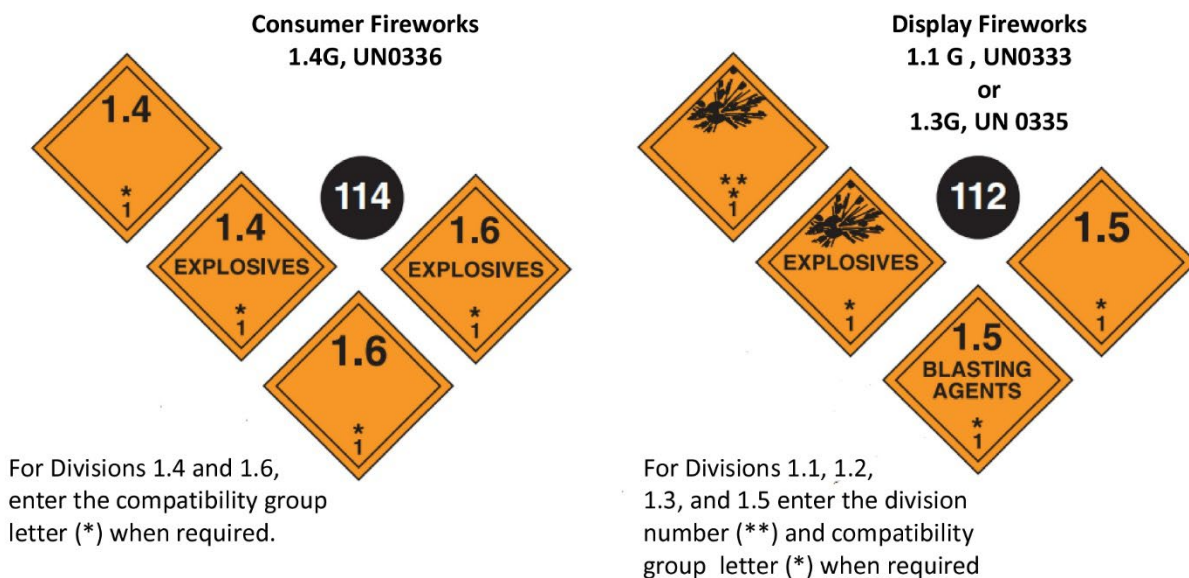 Consumer Fireworks
1.4G, UN0336
1.4
*
1
114
1.4
EXPLOSIVES
*
1
1.6
EXPLOSIVES
*
1
1.6
*
1
For Divisions 1.4 and 1.6,
enter the compatibility group
letter (*) when required.
Display Fireworks
1.1 G , UN0333
or
1.3G, UN 0335
**
*
1
112
EXPLOSIVES
*
1
1.5
*
1
1.5
BLASTING
AGENTS
*
1
For Divisions 1.1, 1.2,
1.3, and 1.5 enter the division
number (**) and compatibility
group  letter (*) when required